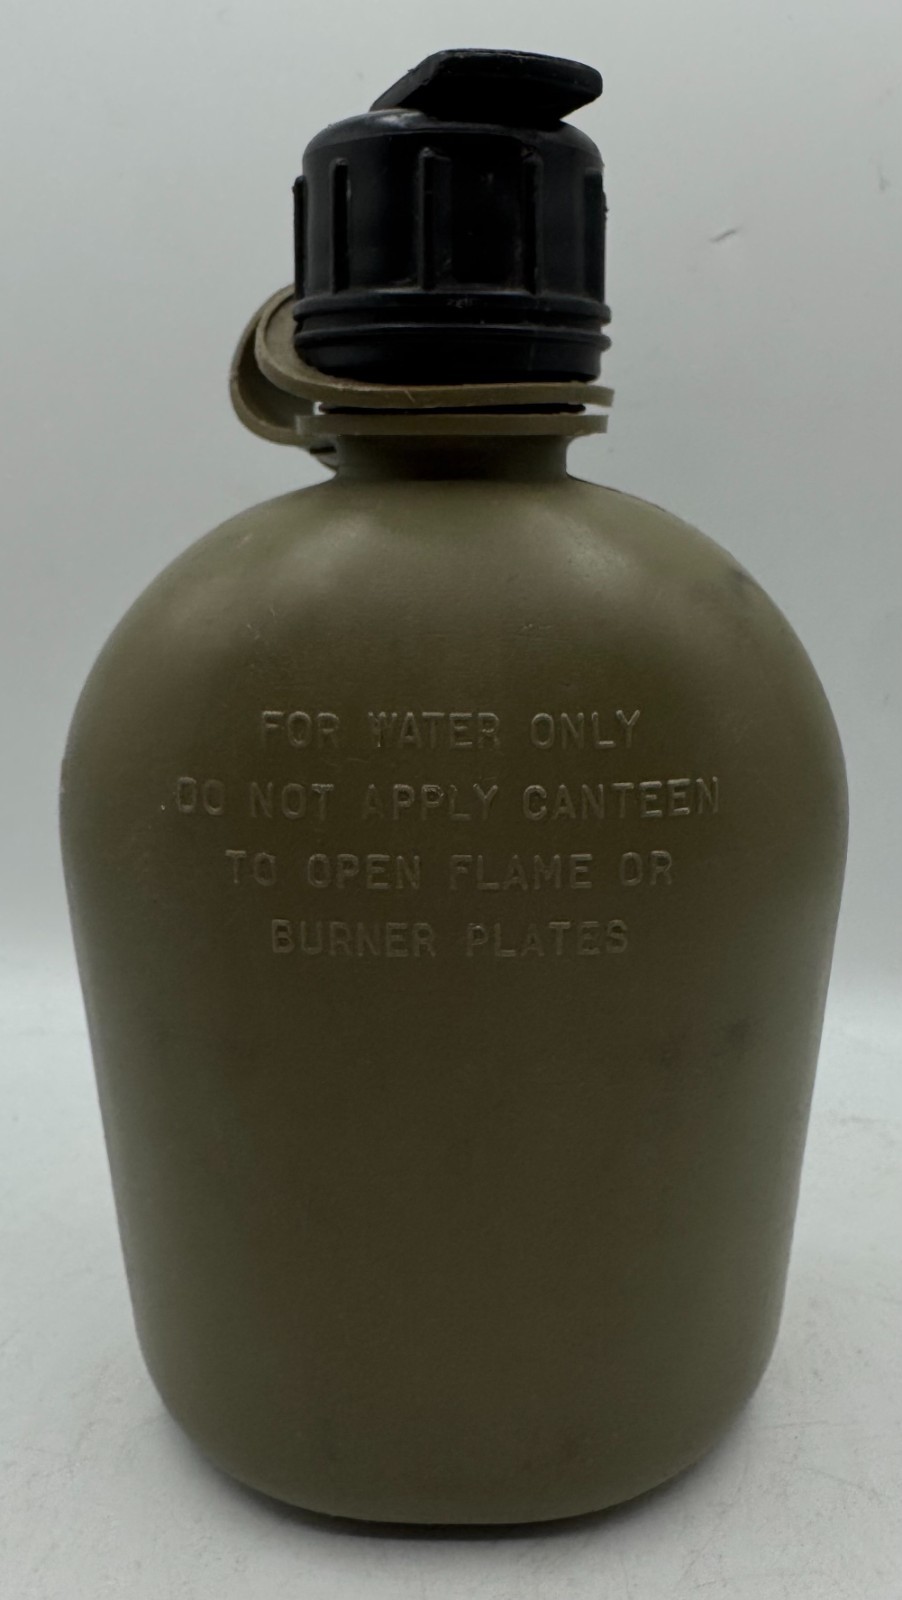 FOR WATER ONLY
DO NOT APPLY CANTEEN
TO OPEN FLAME OR
BURNER PLATES